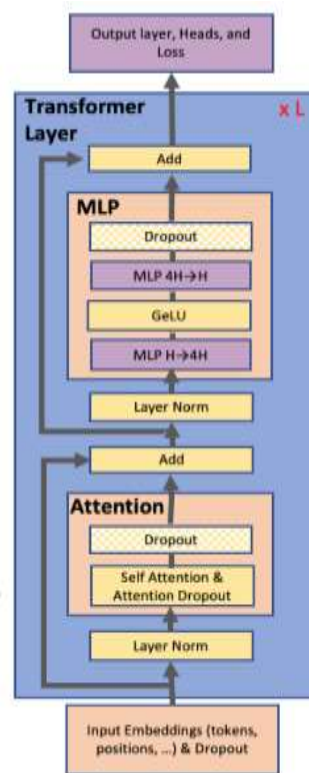 Output layer, Heads, and
Loss
Transformer
Layer
x L
Add
MLP
Dropout
MLP 4H→H
GeLU
MLP H→4H
Layer Norm
Add
Attention
Dropout
Self Attention &
Attention Dropout
Layer Norm
Input Embeddings (tokens,
positions, ...) & Dropout